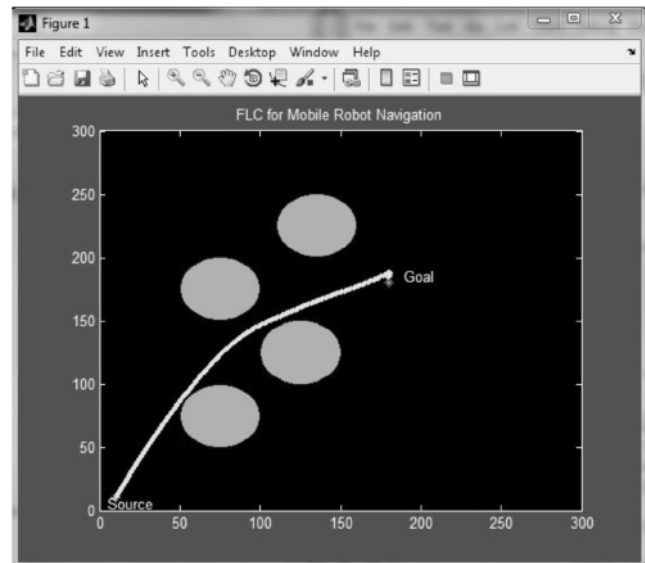 Figure 1
File Edit View Insert Tools Desktop Window Help
FLC for Mobile Robot Navigation
300
250
200
150
100
50
0
Goal
Source
0 50 100 150 200 250 300